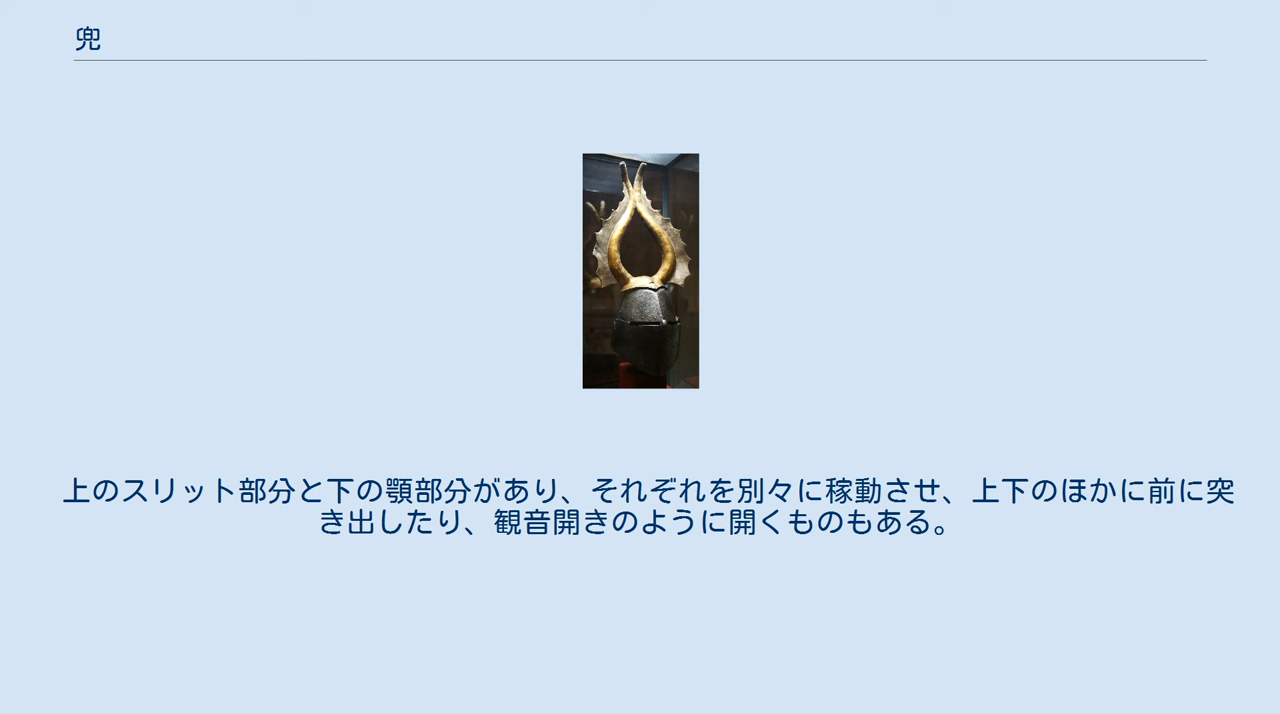 兜
上のスリット部分と下の顎部分があり、それぞれを別々に稼動させ、上下のほかに前に突
き出したり、観音開きのように開くものもある。